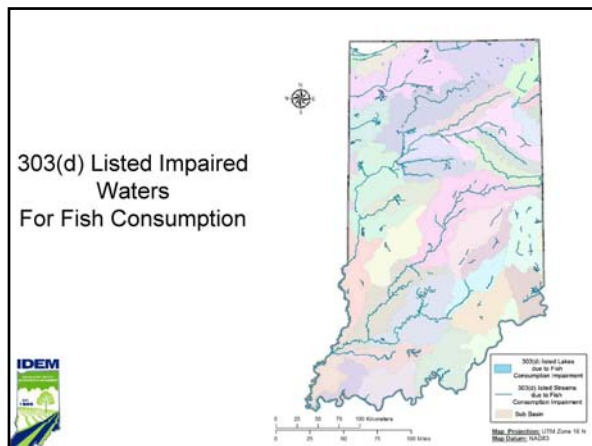 303(d) Listed Impaired
Waters
For Fish Consumption
N
S
IDEM
303(d) listed Lakes
due to Fish
Consumption Impairment
303(d) listed Streams
due to Fish
Consumption Impairment
Sub Basin
0 25 50 75 100 Kilometers
0 25 50 100 Miles
Map Projection: UTM Zone 16 N
Map Datum: NAD83